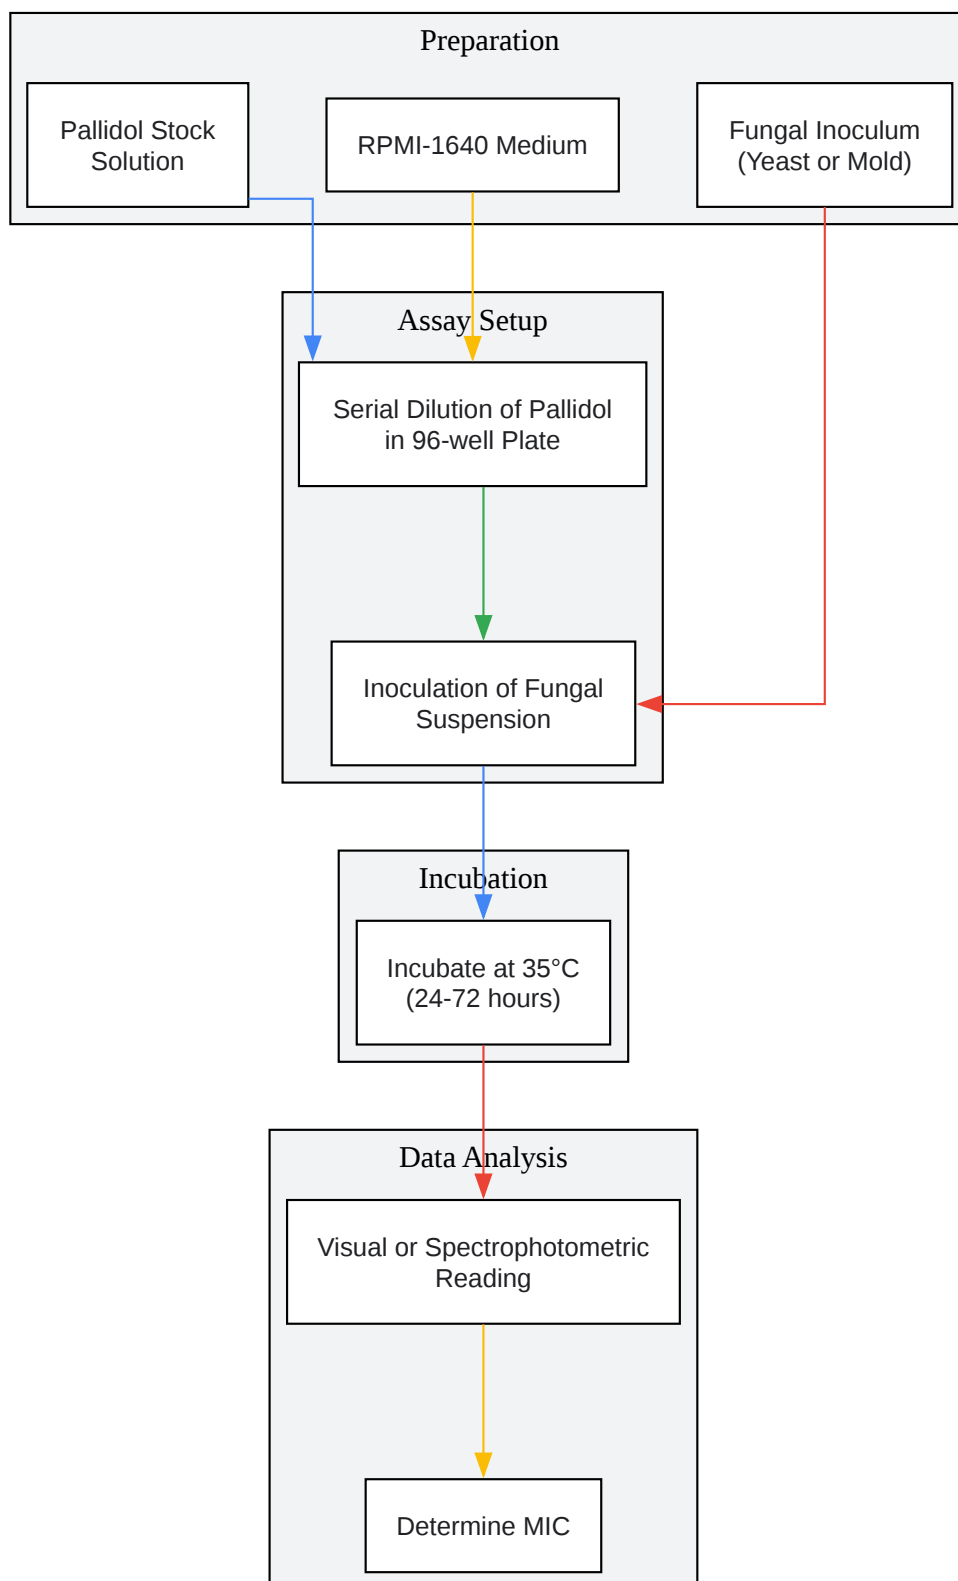 Preparation
Pallidol Stock
Solution
RPMI-1640 Medium
Fungal Inoculum
(Yeast or Mold)
Assay Setup
Serial Dilution of Pallidol
in 96-well Plate
Inoculation of Fungal
Suspension
Incubation
Incubate at 35°C
(24-72 hours)
Data Analysis
Visual or Spectrophotometric
Reading
Determine MIC